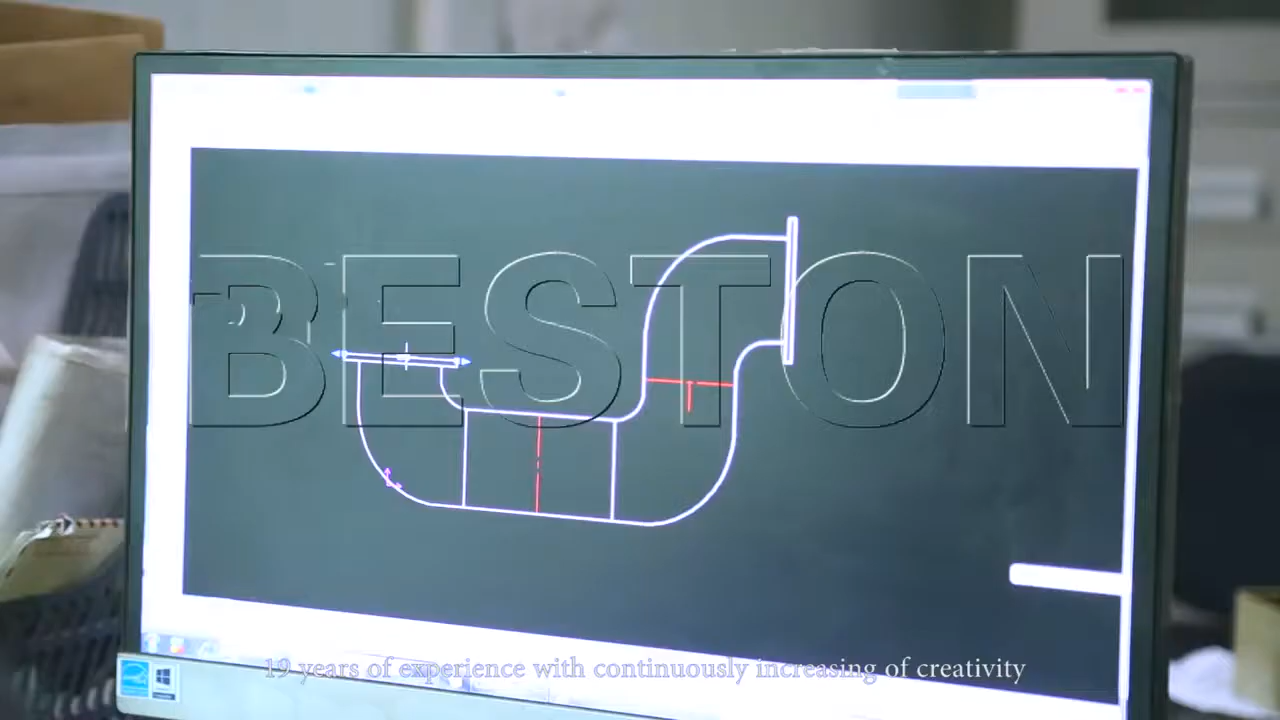 BESTON
19 years of experience with continuously increasing of creativity